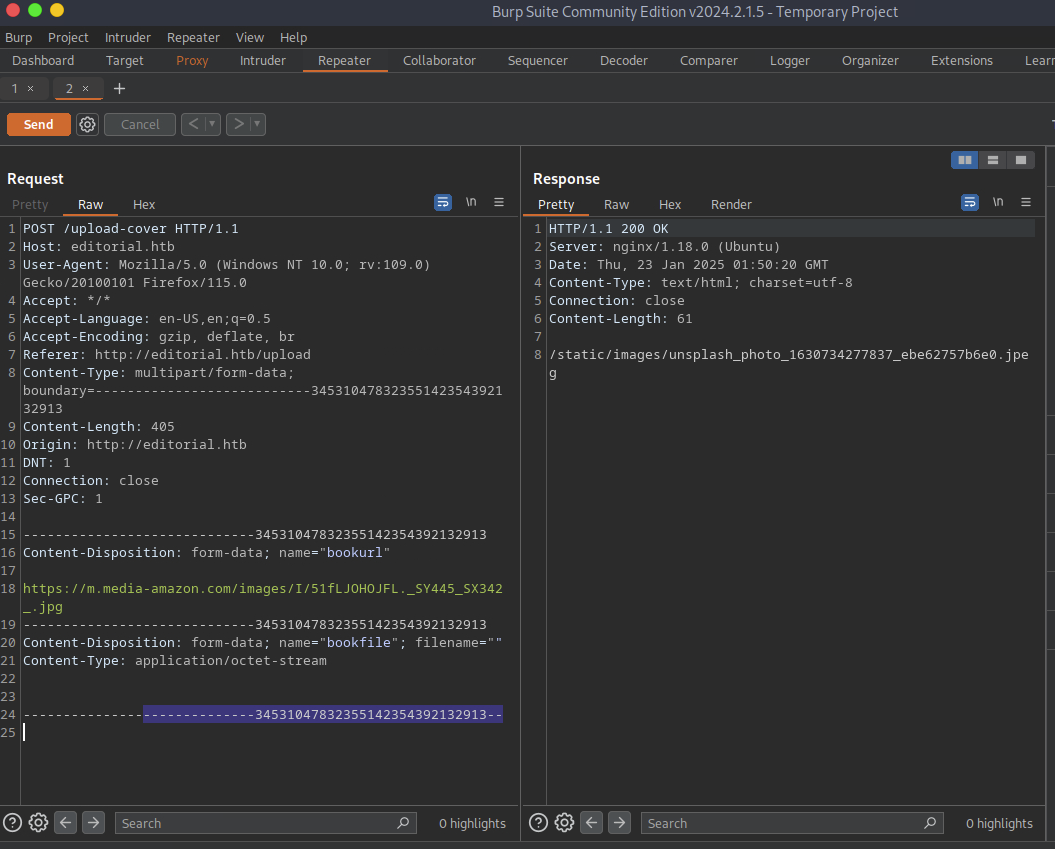 Burp Suite Community Edition v2024.2.1.5 - Temporary Project
Burp Project Intruder Repeater View Help
Dashboard Target Proxy Intruder Repeater Collaborator Sequencer Decoder Comparer Logger Organizer Extensions Learn
1 × 2 × +
Send Cancel < >
Request
Pretty Raw Hex \n
1 POST /upload-cover HTTP/1.1
2 Host: editorial.htb
3 User-Agent: Mozilla/5.0 (Windows NT 10.0; rv:109.0)
Gecko/20100101 Firefox/115.0
4 Accept: */*
5 Accept-Language: en-US,en;q=0.5
6 Accept-Encoding: gzip, deflate, br
7 Referer: http://editorial.htb/upload
8 Content-Type: multipart/form-data;
boundary=---------------------------345310478323551423543921
32913
9 Content-Length: 405
10 Origin: http://editorial.htb
11 DNT: 1
12 Connection: close
13 Sec-GPC: 1
14
15 -----------------------------34531047832355142354392132913
16 Content-Disposition: form-data; name="bookurl"
17
18 https://m.media-amazon.com/images/I/51fLJOHOJFL._SY445_SX342
_.jpg
19 -----------------------------34531047832355142354392132913
20 Content-Disposition: form-data; name="bookfile"; filename=""
21 Content-Type: application/octet-stream
22
23
24 -----------------------------34531047832355142354392132913--
25
Search 0 highlights
Response
Pretty Raw Hex Render \n
1 HTTP/1.1 200 OK
2 Server: nginx/1.18.0 (Ubuntu)
3 Date: Thu, 23 Jan 2025 01:50:20 GMT
4 Content-Type: text/html; charset=utf-8
5 Connection: close
6 Content-Length: 61
7
8 /static/images/unsplash_photo_1630734277837_ebe62757b6e0.jpe
g
Search 0 highlights